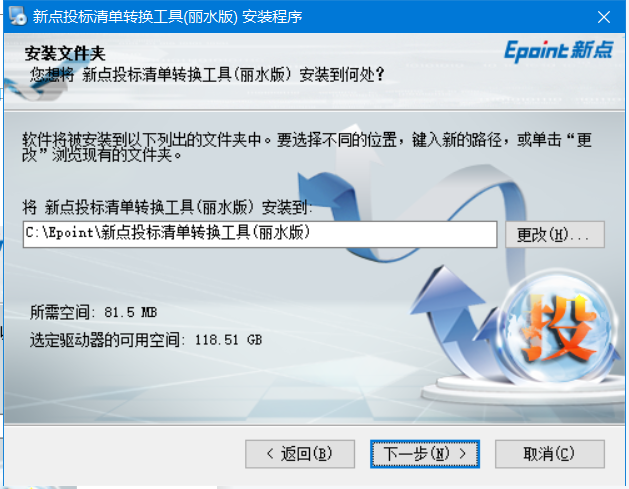 新点投标清单转换工具(丽水版) 安装程序
安装文件夹
您想将 新点投标清单转换工具(丽水版) 安装到何处?
Epoint新点
软件将被安装到以下列出的文件夹中。要选择不同的位置，键入新的路径，或单击“更
改”浏览现有的文件夹。
将 新点投标清单转换工具(丽水版) 安装到:
C:\Epoint\新点投标清单转换工具(丽水版)
更改(H)...
所需空间: 81.5 MB
选定驱动器的可用空间: 118.51 GB
投
< 返回(B)
下一步(N) >
取消(C)